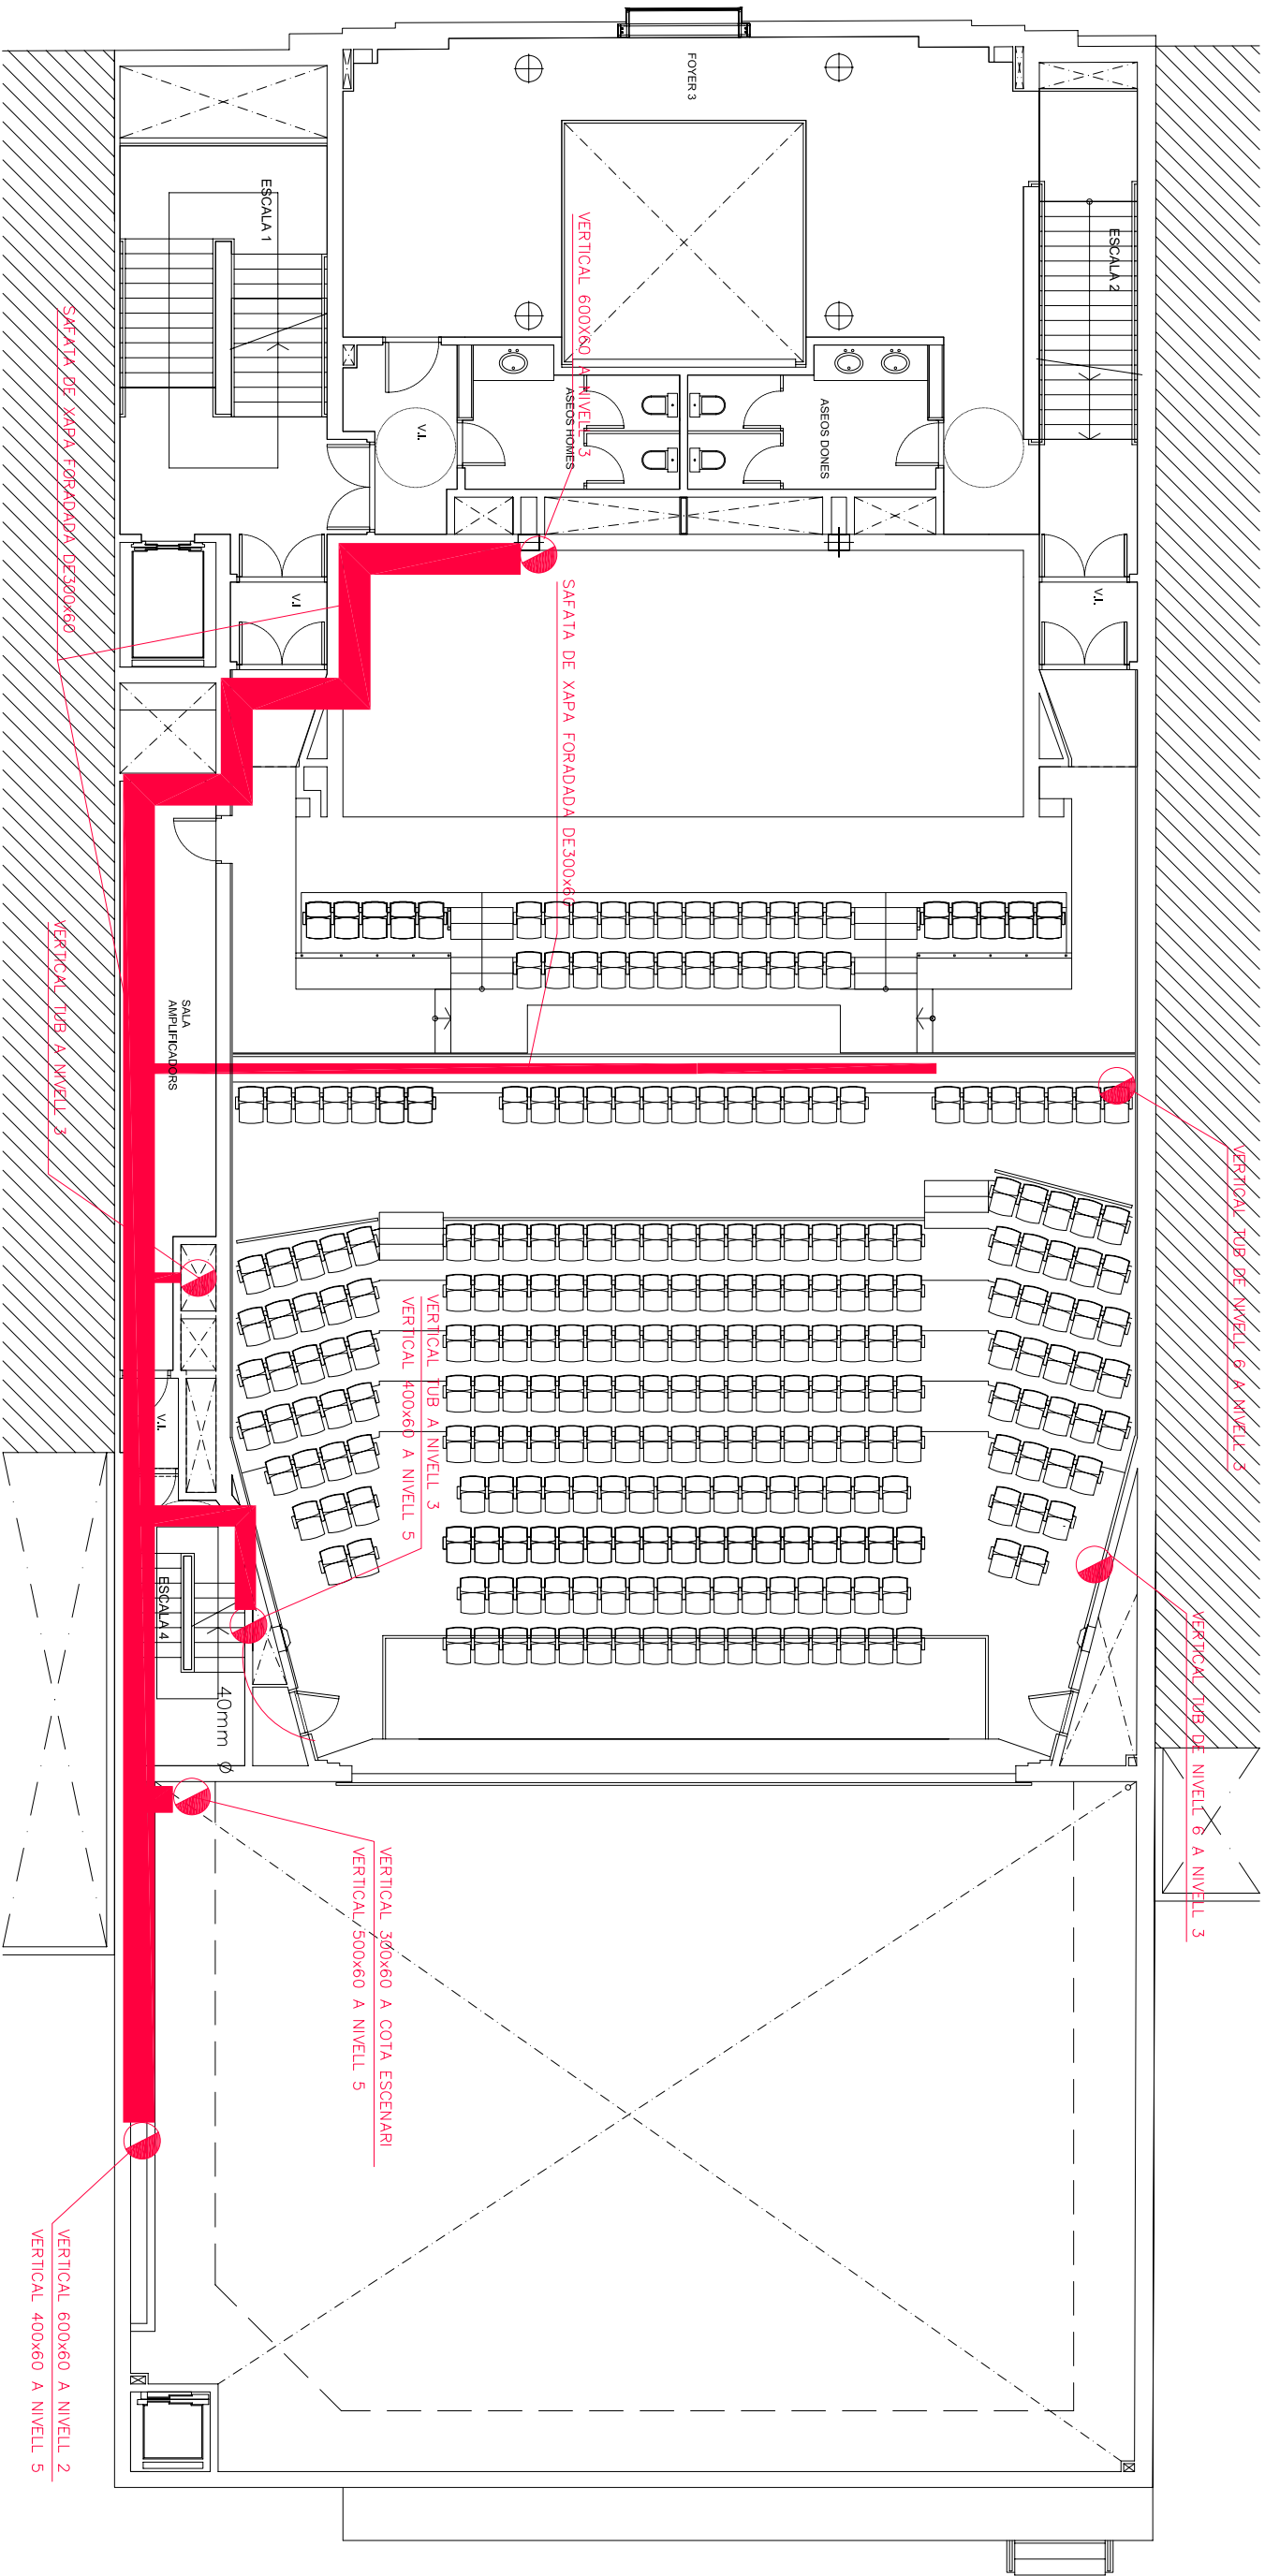 FOYER 3
ESCALA 1
ESCALA 2
VERTICAL 600X60 A NIVELL 3
SAFATA DE XAPA FORADADA DE300x60
ASEOS HOMES
ASEOS DONES
V.I.
V.I
V.I.
SAFATA DE XAPA FORADADA DE300x60
VERTICAL TUB A NIVELL 3
SALA
AMPLIFICADORS
VERTICAL TUB DE NIVELL 6 A NIVELL 3
VERTICAL TUB A NIVELL 3
VERTICAL 400x60 A NIVELL 5
V.I.
ESCALA 4
40mm Ø
VERTICAL TUB DE NIVELL 6 A NIVELL 3
VERTICAL 300x60 A COTA ESCENARI
VERTICAL 500x60 A NIVELL 5
VERTICAL 600x60 A NIVELL 2
VERTICAL 400x60 A NIVELL 5